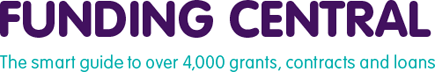 FUNDING CENTRAL
The smart guide to over 4,000 grants, contracts and loans